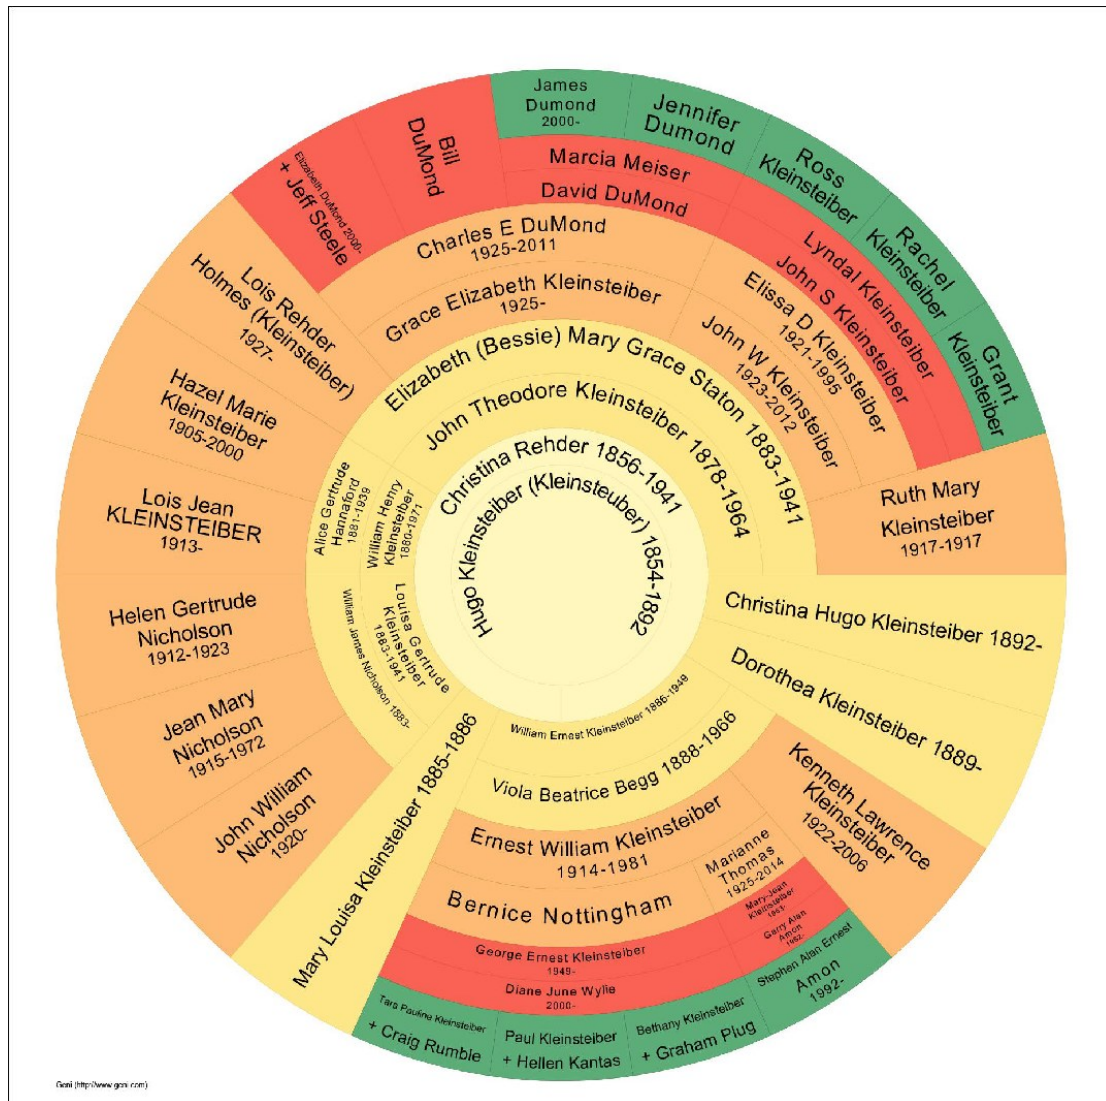 Christina Rehder 1856-1941
Hugo Kleinsteiber (Kleinsteuber) 1854-1892
Elizabeth (Bessie) Mary Grace Staton 1883-1941
John Theodore Kleinsteiber 1878-1964
Charles E DuMond
1925-2011
Grace Elizabeth Kleinsteiber
1925-
Elizabeth DuMond 2000-
+ Jeff Steele
Bill
DuMond
Marcia Meiser
David DuMond
James
Dumond
2000-
Jennifer
Dumond
Elissa D Kleinsteiber
1921-1995
John W Kleinsteiber
1923-2012
Lyndal Kleinsteiber
John S Kleinsteiber
Ross
Kleinsteiber
Rachel
Kleinsteiber
Grant
Kleinsteiber
Ruth Mary
Kleinsteiber
1917-1917
Christina Hugo Kleinsteiber 1892-
Dorothea Kleinsteiber 1889-
William Ernest Kleinsteiber 1886-1949
Viola Beatrice Begg 1888-1966
Kenneth Lawrence
Kleinsteiber
1922-2006
Ernest William Kleinsteiber
1914-1981
Marianne
Thomas
1925-2014
Bernice Nottingham
Mary-Jean
Kleinsteiber
Garry Alan
Amon
George Ernest Kleinsteiber
1949-
Diane June Wylie
2000-
Stephen Alan Ernest
Amon
1992-
Bethany Kleinsteiber
+ Graham Plug
Paul Kleinsteiber
+ Hellen Kantas
Tara Pauline Kleinsteiber
+ Craig Rumble
Mary Louisa Kleinsteiber 1885-1886
Louisa Gertrude
Kleinsteiber
1883-1941
William James Nicholson 1883-
John William
Nicholson
1920-
Jean Mary
Nicholson
1915-1972
Helen Gertrude
Nicholson
1912-1923
William Henry
Kleinsteiber
1880-1971
Alice Gertrude
Hannaford
1881-1939
Lois Jean
KLEINSTEIBER
1913-
Hazel Marie
Kleinsteiber
1905-2000
Lois Rehder
Holmes (Kleinsteiber)
1927-
Geni (http://www.geni.com)